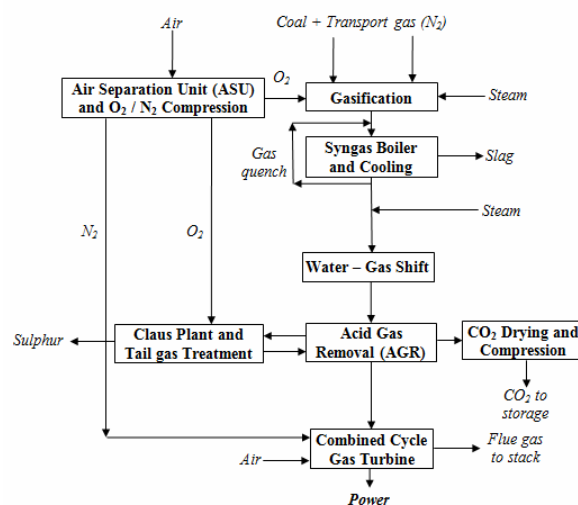 Air
Coal + Transport gas (N2)
Air Separation Unit (ASU)
and O2 / N2 Compression
O2
Gasification
Steam
Gas
quench
Syngas Boiler
and Cooling
Slag
Steam
N2
O2
Water – Gas Shift
Sulphur
Claus Plant and
Tail gas Treatment
Acid Gas
Removal (AGR)
CO2 Drying and
Compression
CO2 to
storage
Combined Cycle
Gas Turbine
Air
Flue gas
to stack
Power